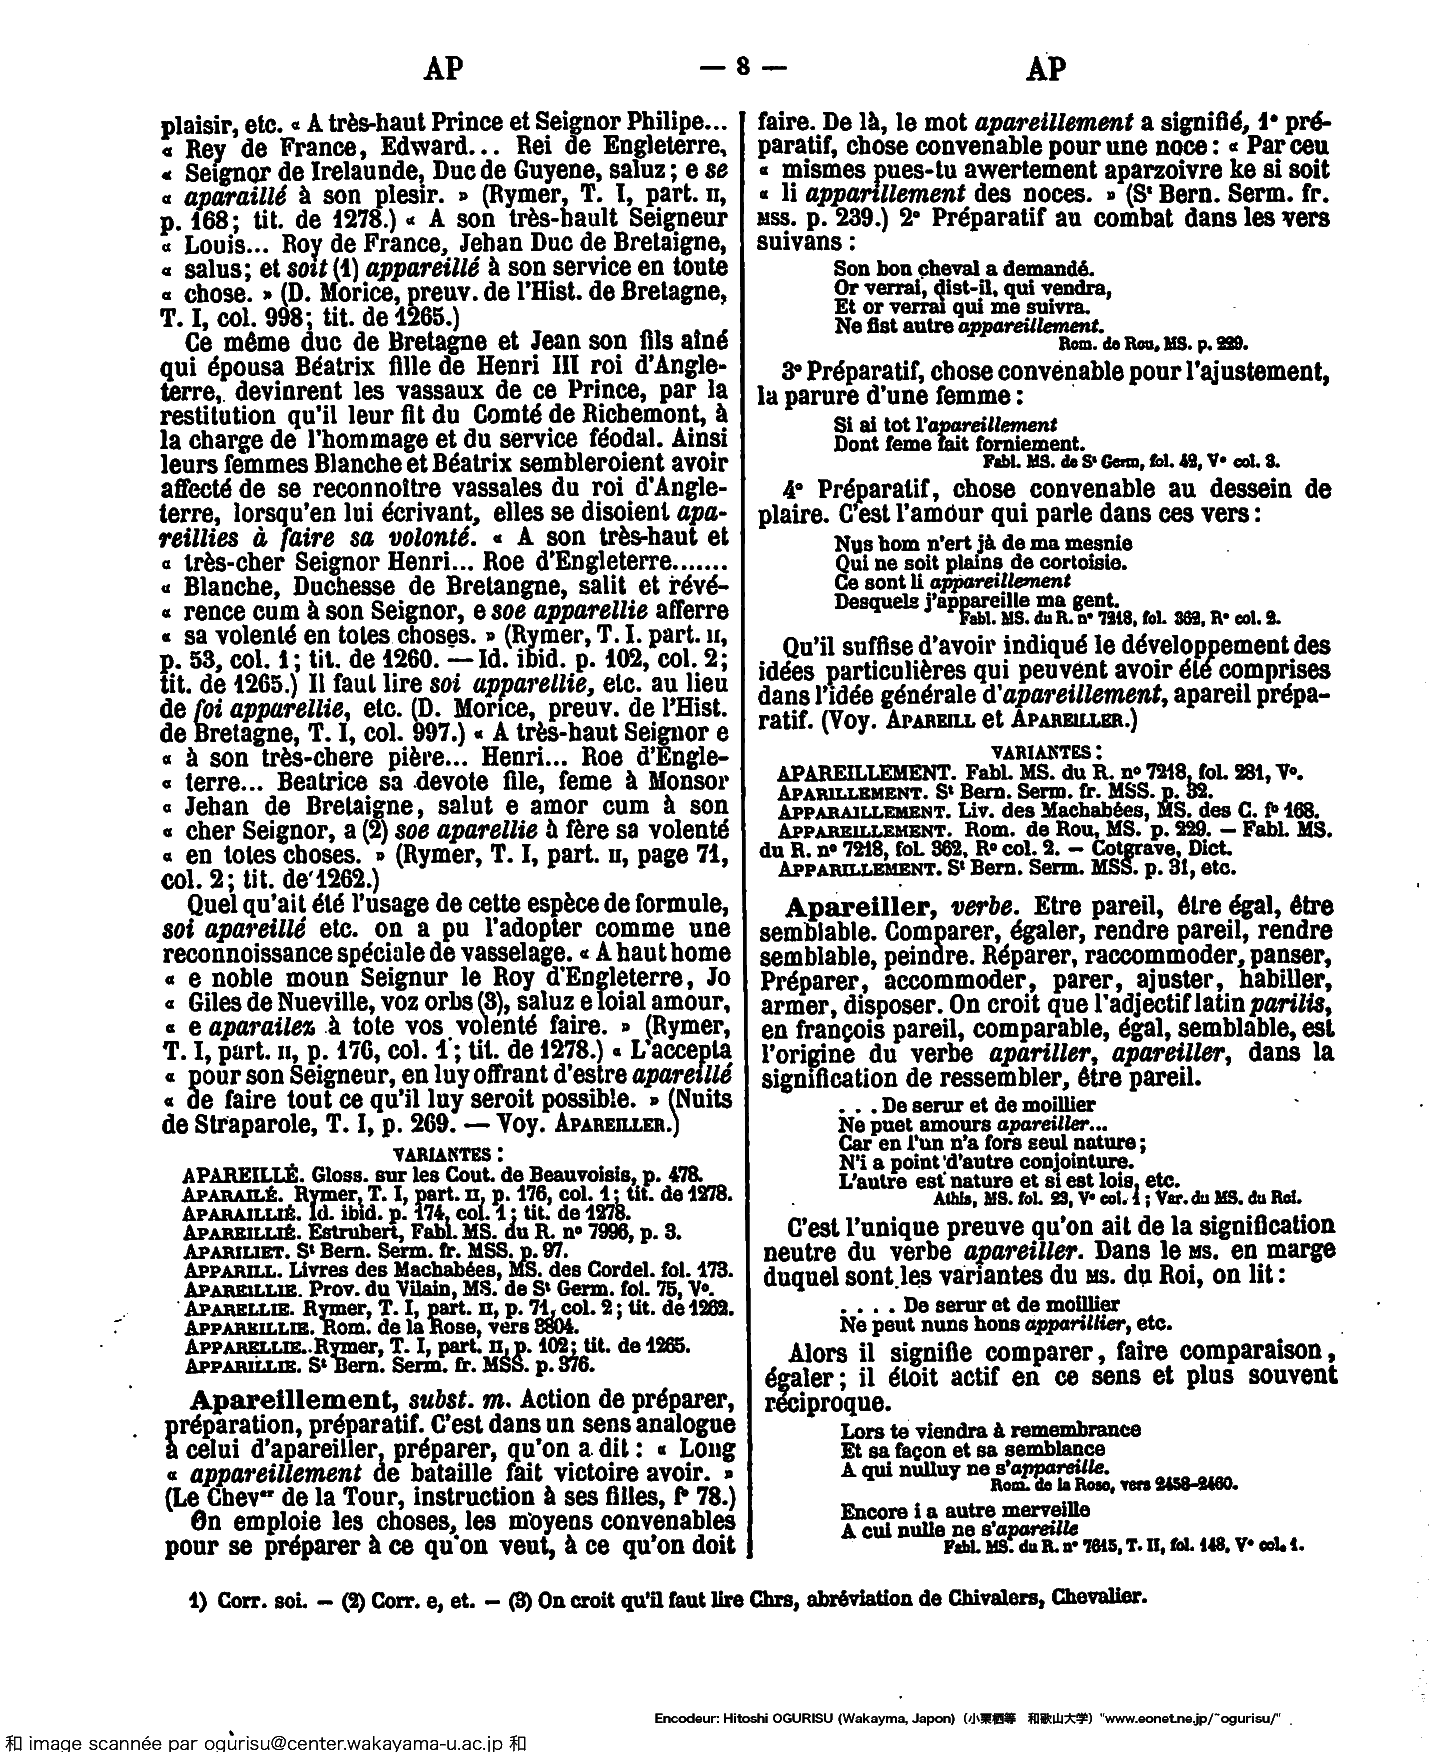 AP — 8 — AP
plaisir, etc. « A très-haut Prince et Seignor Philipe...
« Rey de France, Edward... Rei de Engleterre,
« Seignor de Irelaunde, Duc de Guyene, saluz ; e se
« aparaillé à son plesir. » (Rymer, T. I, part. II,
p. 168 ; tit. de 1278.) « A son très-hault Seigneur
« Louis... Roy de France, Jehan Duc de Bretaigne,
« salus ; et soit (1) appareillé à son service en toute
« chose. » (D. Morice, preuv. de l'Hist. de Bretagne,
T. I, col. 998 ; tit. de 1265.)
Ce même duc de Bretagne et Jean son fils aîné
qui épousa Béatrix fille de Henri III roi d'Angle-
terre, devinrent les vassaux de ce Prince, par la
restitution qu'il leur fit du Comté de Richemont, à
la charge de l'hommage et du service féodal. Ainsi
leurs femmes Blanche et Béatrix sembleroient avoir
affecté de se reconnoître vassales du roi d'Angle-
terre, lorsqu'en lui écrivant, elles se disoient apa-
reillies à faire sa volonté. « A son très-haut et
« très-cher Seignor Henri... Roe d'Engleterre.......
« Blanche, Duchesse de Bretangne, salit et révé-
« rence cum à son Seignor, e soe apparellie afferre
« sa volenté en totes choses. » (Rymer, T. I. part. II,
p. 53, col. 1 ; tit. de 1260. — Id. ibid. p. 102, col. 2 ;
tit. de 1265.) Il faut lire soi apparellie, etc. au lieu
de foi apparellie, etc. (D. Morice, preuv. de l'Hist.
de Bretagne, T. I, col. 997.) « A très-haut Seignor e
« à son très-chere pière... Henri... Roe d'Engle-
« terre... Beatrice sa devote file, feme à Monsor
« Jehan de Bretaigne, salut e amor cum à son
« cher Seignor, a (2) soe aparellie à fère sa volenté
« en totes choses. » (Rymer, T. I, part. II, page 71,
col. 2 ; tit. de 1262.)
Quel qu'ait été l'usage de cette espèce de formule,
soi apareillé etc. on a pu l'adopter comme une
reconnoissance spéciale de vasselage. « A haut home
« e noble moun Seignur le Roy d'Engleterre, Jo
« Giles de Nueville, voz orbs (3), saluz e loial amour,
« e aparailez à tote vos volenté faire. » (Rymer,
T. I, part. II, p. 176, col. 1 ; tit. de 1278.) « L'accepta
« pour son Seigneur, en luy offrant d'estre apareillé
« de faire tout ce qu'il luy seroit possible. » (Nuits
de Straparole, T. I, p. 269. — Voy. APAREILLER.)
VARIANTES :
APAREILLÉ. Gloss. sur les Cout. de Beauvoisis, p. 478.
APARAILÉ. Rymer, T. I, part. II, p. 176, col. 1 ; tit. de 1278.
APARAILLIÉ. Id. ibid. p. 174, col. 1 ; tit. de 1278.
APAREILLIÉ. Estrubert, Fabl. MS. du R. nº 7996, p. 3.
APARILIET. St Bern. Serm. fr. MSS. p. 97.
APPARILL. Livres des Machabées, MS. des Cordel. fol. 173.
APAREILLIE. Prov. du Vilain, MS. de St Germ. fol. 75, Vº.
APARELLIE. Rymer, T. I, part. II, p. 71, col. 2 ; tit. de 1262.
APPAREILLIE. Rom. de la Rose, vers 8804.
APPARELLIE. Rymer, T. I, part. II, p. 102 ; tit. de 1265.
APPARILLIE. St Bern. Serm. fr. MSS. p. 376.
Apareillement, subst. m. Action de préparer,
préparation, préparatif. C'est dans un sens analogue
à celui d'apareiller, préparer, qu'on a dit : « Long
« appareillement de bataille fait victoire avoir. »
(Le Chever de la Tour, instruction à ses filles, fº 78.)
On emploie les choses, les moyens convenables
pour se préparer à ce qu'on veut, à ce qu'on doit
faire. De là, le mot apareillement a signifié, 1º pré-
paratif, chose convenable pour une noce : « Par ceu
« mismes pues-tu awertement aparzoivre ke si soit
« li apparillement des noces. » (St Bern. Serm. fr.
MSS. p. 239.) 2º Préparatif au combat dans les vers
suivans :
Son bon cheval a demandé.
Or verrai, dist-il, qui vendra,
Et or verrai qui me suivra.
Ne fist autre appareillement.
Rom. de Rou, MS. p. 229.
3º Préparatif, chose convenable pour l'ajustement,
la parure d'une femme :
Si ai tot l'apareillement
Dont feme fait forniement.
Fabl. MS. de St Germ, fol. 42, Vº col. 3.
4º Préparatif, chose convenable au dessein de
plaire. C'est l'amour qui parle dans ces vers :
Nus hom n'ert jà de ma mesnie
Qui ne soit plains de cortoisie.
Ce sont li appareillement
Desquels j'appareille ma gent.
Fabl. MS. du R. nº 7218, fol. 362, Rº col. 2.
Qu'il suffise d'avoir indiqué le développement des
idées particulières qui peuvent avoir été comprises
dans l'idée générale d'apareillement, apareil prépa-
ratif. (Voy. APAREILL et APAREILLER.)
VARIANTES :
APAREILLEMENT. Fabl. MS. du R. nº 7218, fol. 281, Vº.
APARILLEMENT. St Bern. Serm. fr. MSS. p. 32.
APPARAILLEMENT. Liv. des Machabées, MS. des C. fº 168.
APPAREILLEMENT. Rom. de Rou, MS. p. 229. — Fabl. MS.
du R. nº 7218, fol. 362, Rº col. 2. — Cotgrave, Dict.
APPARILLEMENT. St Bern. Serm. MSS. p. 31, etc.
Apareiller, verbe. Etre pareil, être égal, être
semblable. Comparer, égaler, rendre pareil, rendre
semblable, peindre. Réparer, raccommoder, panser,
Préparer, accommoder, parer, ajuster, habiller,
armer, disposer. On croit que l'adjectif latin parilis,
en françois pareil, comparable, égal, semblable, est
l'origine du verbe apariller, apareiller, dans la
signification de ressembler, être pareil.
. . . De serur et de moillier
Ne puet amours apareiller...
Car en l'un n'a fors seul nature ;
N'i a point d'autre conjointure.
L'autre est nature et si est lois, etc.
Athis, MS. fol. 23, Vº col. 1 ; Var. du MS. du Roi.
C'est l'unique preuve qu'on ait de la signification
neutre du verbe apareiller. Dans le MS. en marge
duquel sont les variantes du MS. du Roi, on lit :
. . . . De serur et de moillier
Ne peut nuns hons apparillier, etc.
Alors il signifie comparer, faire comparaison,
égaler ; il étoit actif en ce sens et plus souvent
réciproque.
Lors te viendra à remembrance
Et sa façon et sa semblance
A qui nulluy ne s'appareille.
Rom. de la Rose, vers 2458-2460.
Encore i a autre merveille
A cui nulle ne s'apareille
Fabl. MS. du R. nº 7615, T. II, fol. 148, Vº col. 1.
1) Corr. soi. — (2) Corr. e, et. — (3) On croit qu'il faut lire Chrs, abréviation de Chivalers, Chevalier.
Encodeur: Hitoshi OGURISU (Wakayma, Japon) (小栗栖等 和歌山大学) "www.eonet.ne.jp/~ogurisu/"
和 image scannée par ogurisu@center.wakayama-u.ac.jp 和